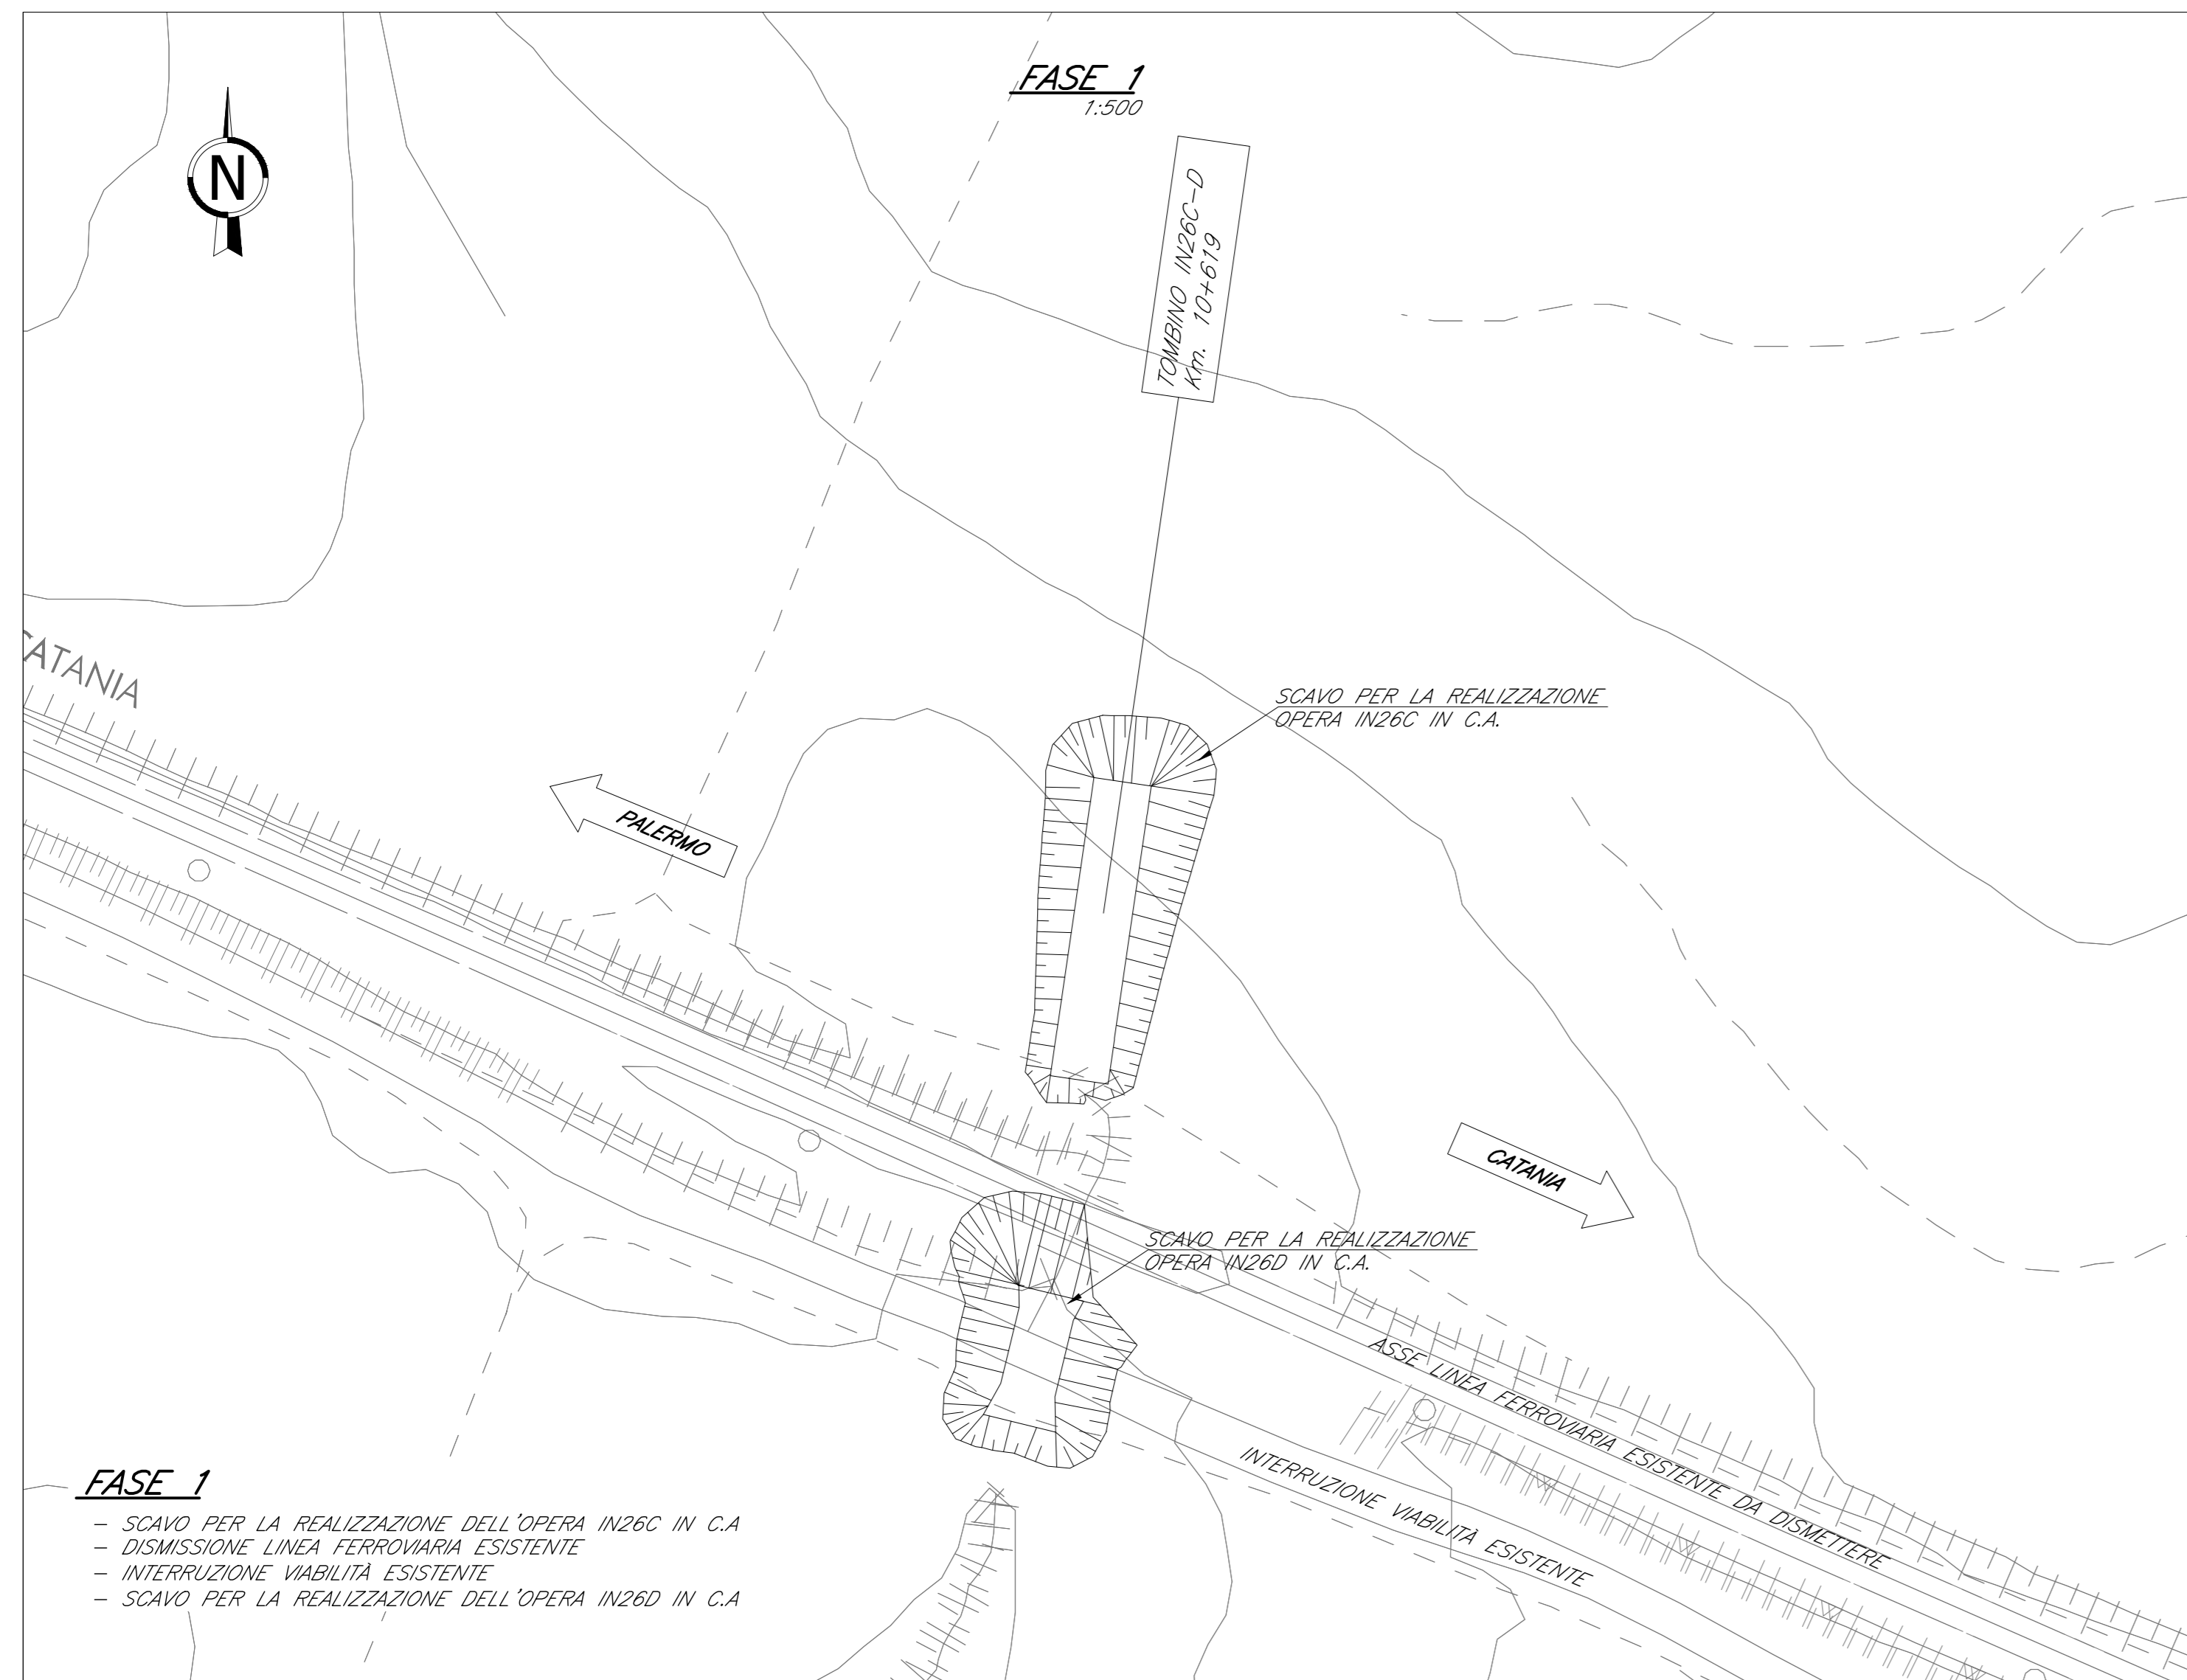 FASE 1
1:500
N
TOMBINO IN26C-D
Km. 10+619
CATANIA
SCAVO PER LA REALIZZAZIONE
OPERA IN26C IN C.A.
PALERMO
CATANIA
SCAVO PER LA REALIZZAZIONE
OPERA IN26D IN C.A.
ASSE LINEA FERROVIARIA ESISTENTE DA DISMETTERE
INTERRUZIONE VIABILITÀ ESISTENTE
FASE 1
- SCAVO PER LA REALIZZAZIONE DELL'OPERA IN26C IN C.A
- DISMISSIONE LINEA FERROVIARIA ESISTENTE
- INTERRUZIONE VIABILITÀ ESISTENTE
- SCAVO PER LA REALIZZAZIONE DELL'OPERA IN26D IN C.A